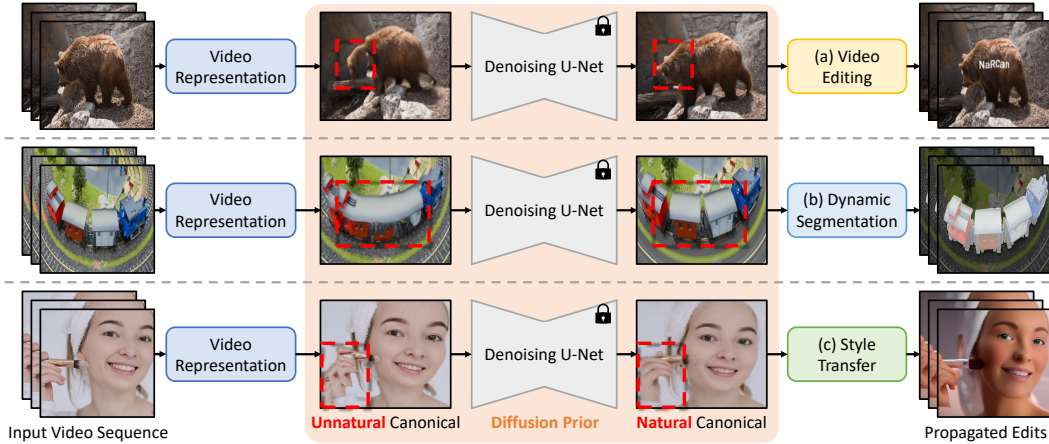 Video
Representation
Denoising U-Net
(a) Video
Editing
NaRCan
Video
Representation
Denoising U-Net
(b) Dynamic
Segmentation
Video
Representation
Denoising U-Net
(c) Style
Transfer
Input Video Sequence
Unnatural Canonical
Diffusion Prior
Natural Canonical
Propagated Edits